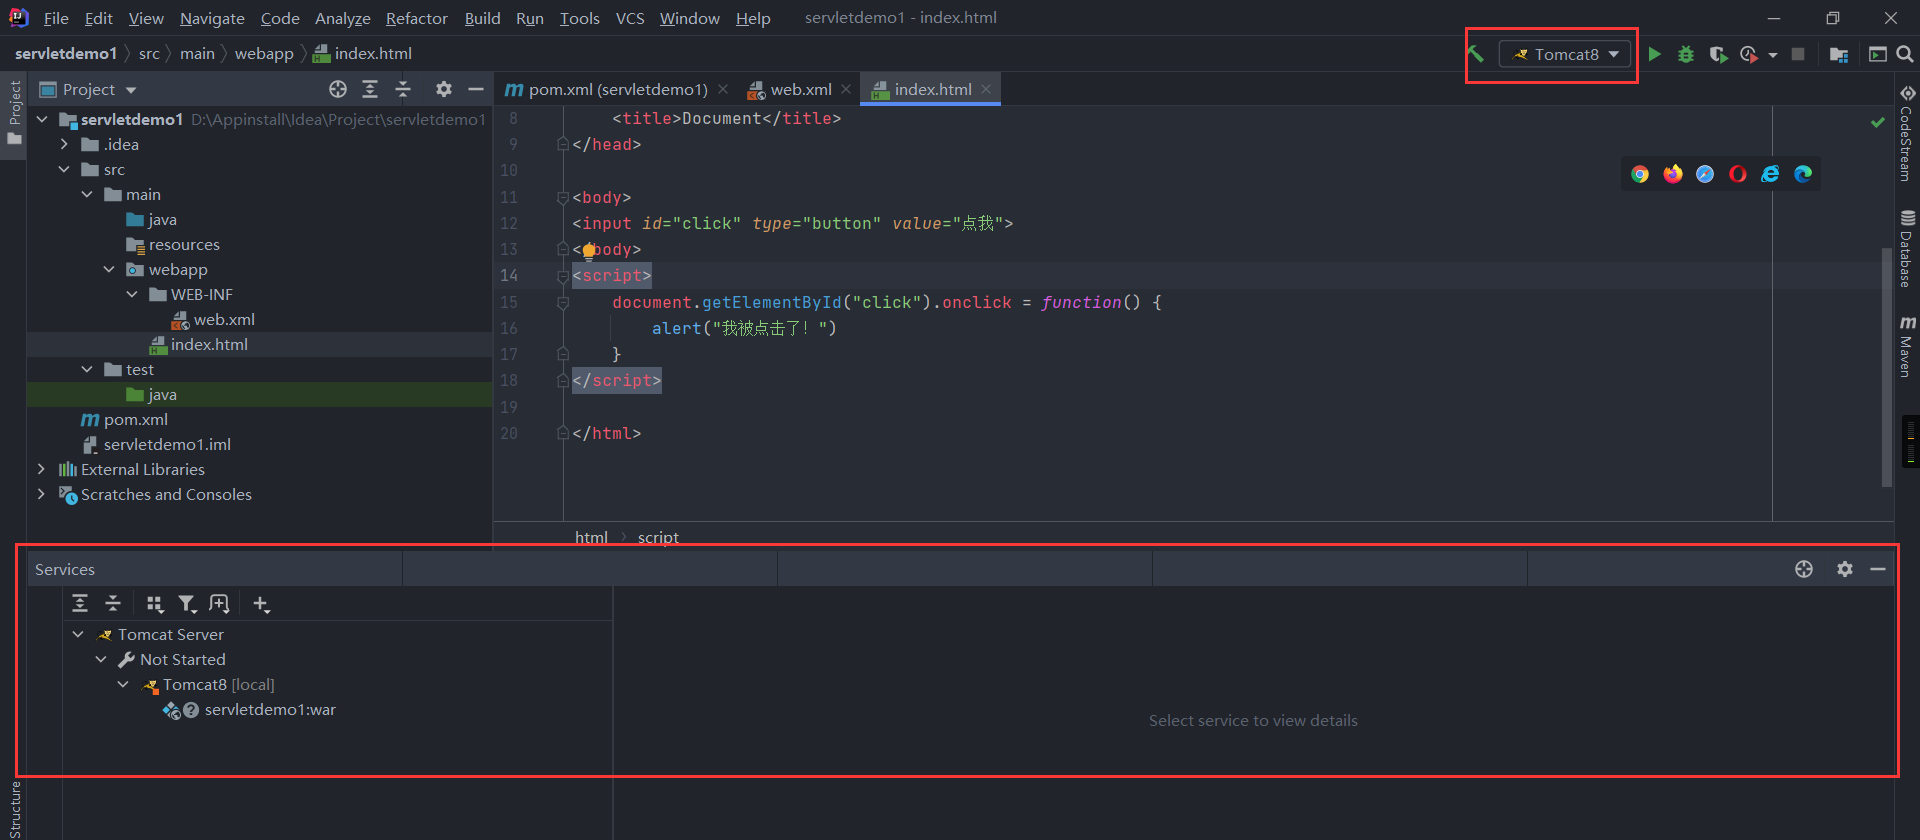 File Edit View Navigate Code Analyze Refactor Build Run Tools VCS Window Help servletdemo1 - index.html
servletdemo1 src main webapp index.html Tomcat8
Project
Project
servletdemo1 D:\Appinstall\Idea\Project\servletdemo1
.idea
src
main
java
resources
webapp
WEB-INF
web.xml
index.html
test
java
pom.xml
servletdemo1.iml
External Libraries
Scratches and Consoles
pom.xml (servletdemo1) web.xml index.html
8 <title>Document</title>
9 </head>
10
11 <body>
12 <input id="click" type="button" value="点我">
13 <body>
14 <script>
15 document.getElementById("click").onclick = function() {
16 alert("我被点击了！")
17 }
18 </script>
19
20 </html>
html script
CodeStream
Database
Maven
Services
Tomcat Server
Not Started
Tomcat8 [local]
servletdemo1:war
Select service to view details
Structure